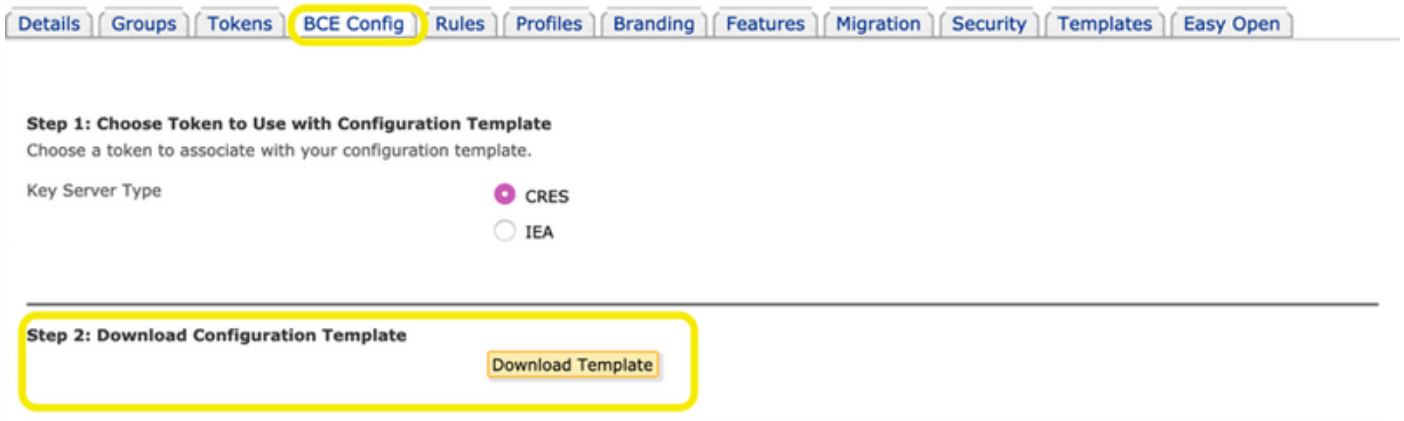 Details Groups Tokens BCE Config Rules Profiles Branding Features Migration Security Templates Easy Open
Step 1: Choose Token to Use with Configuration Template
Choose a token to associate with your configuration template.
Key Server Type CRES
IEA
Step 2: Download Configuration Template
Download Template